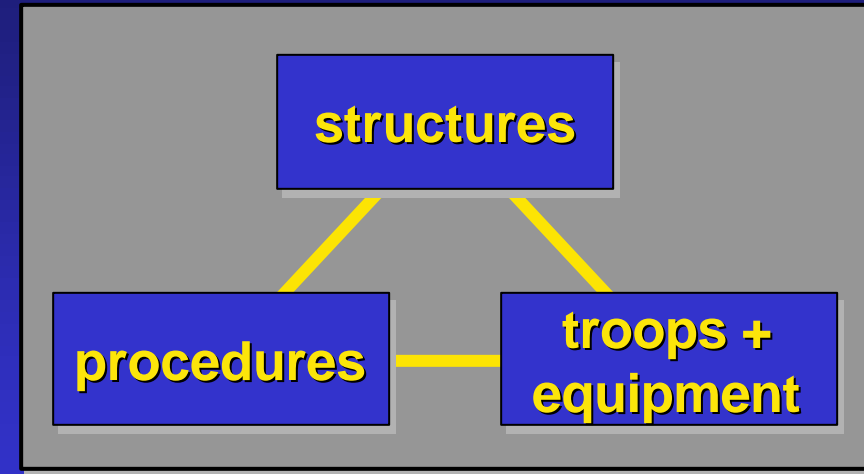 structures
procedures
troops +
equipment